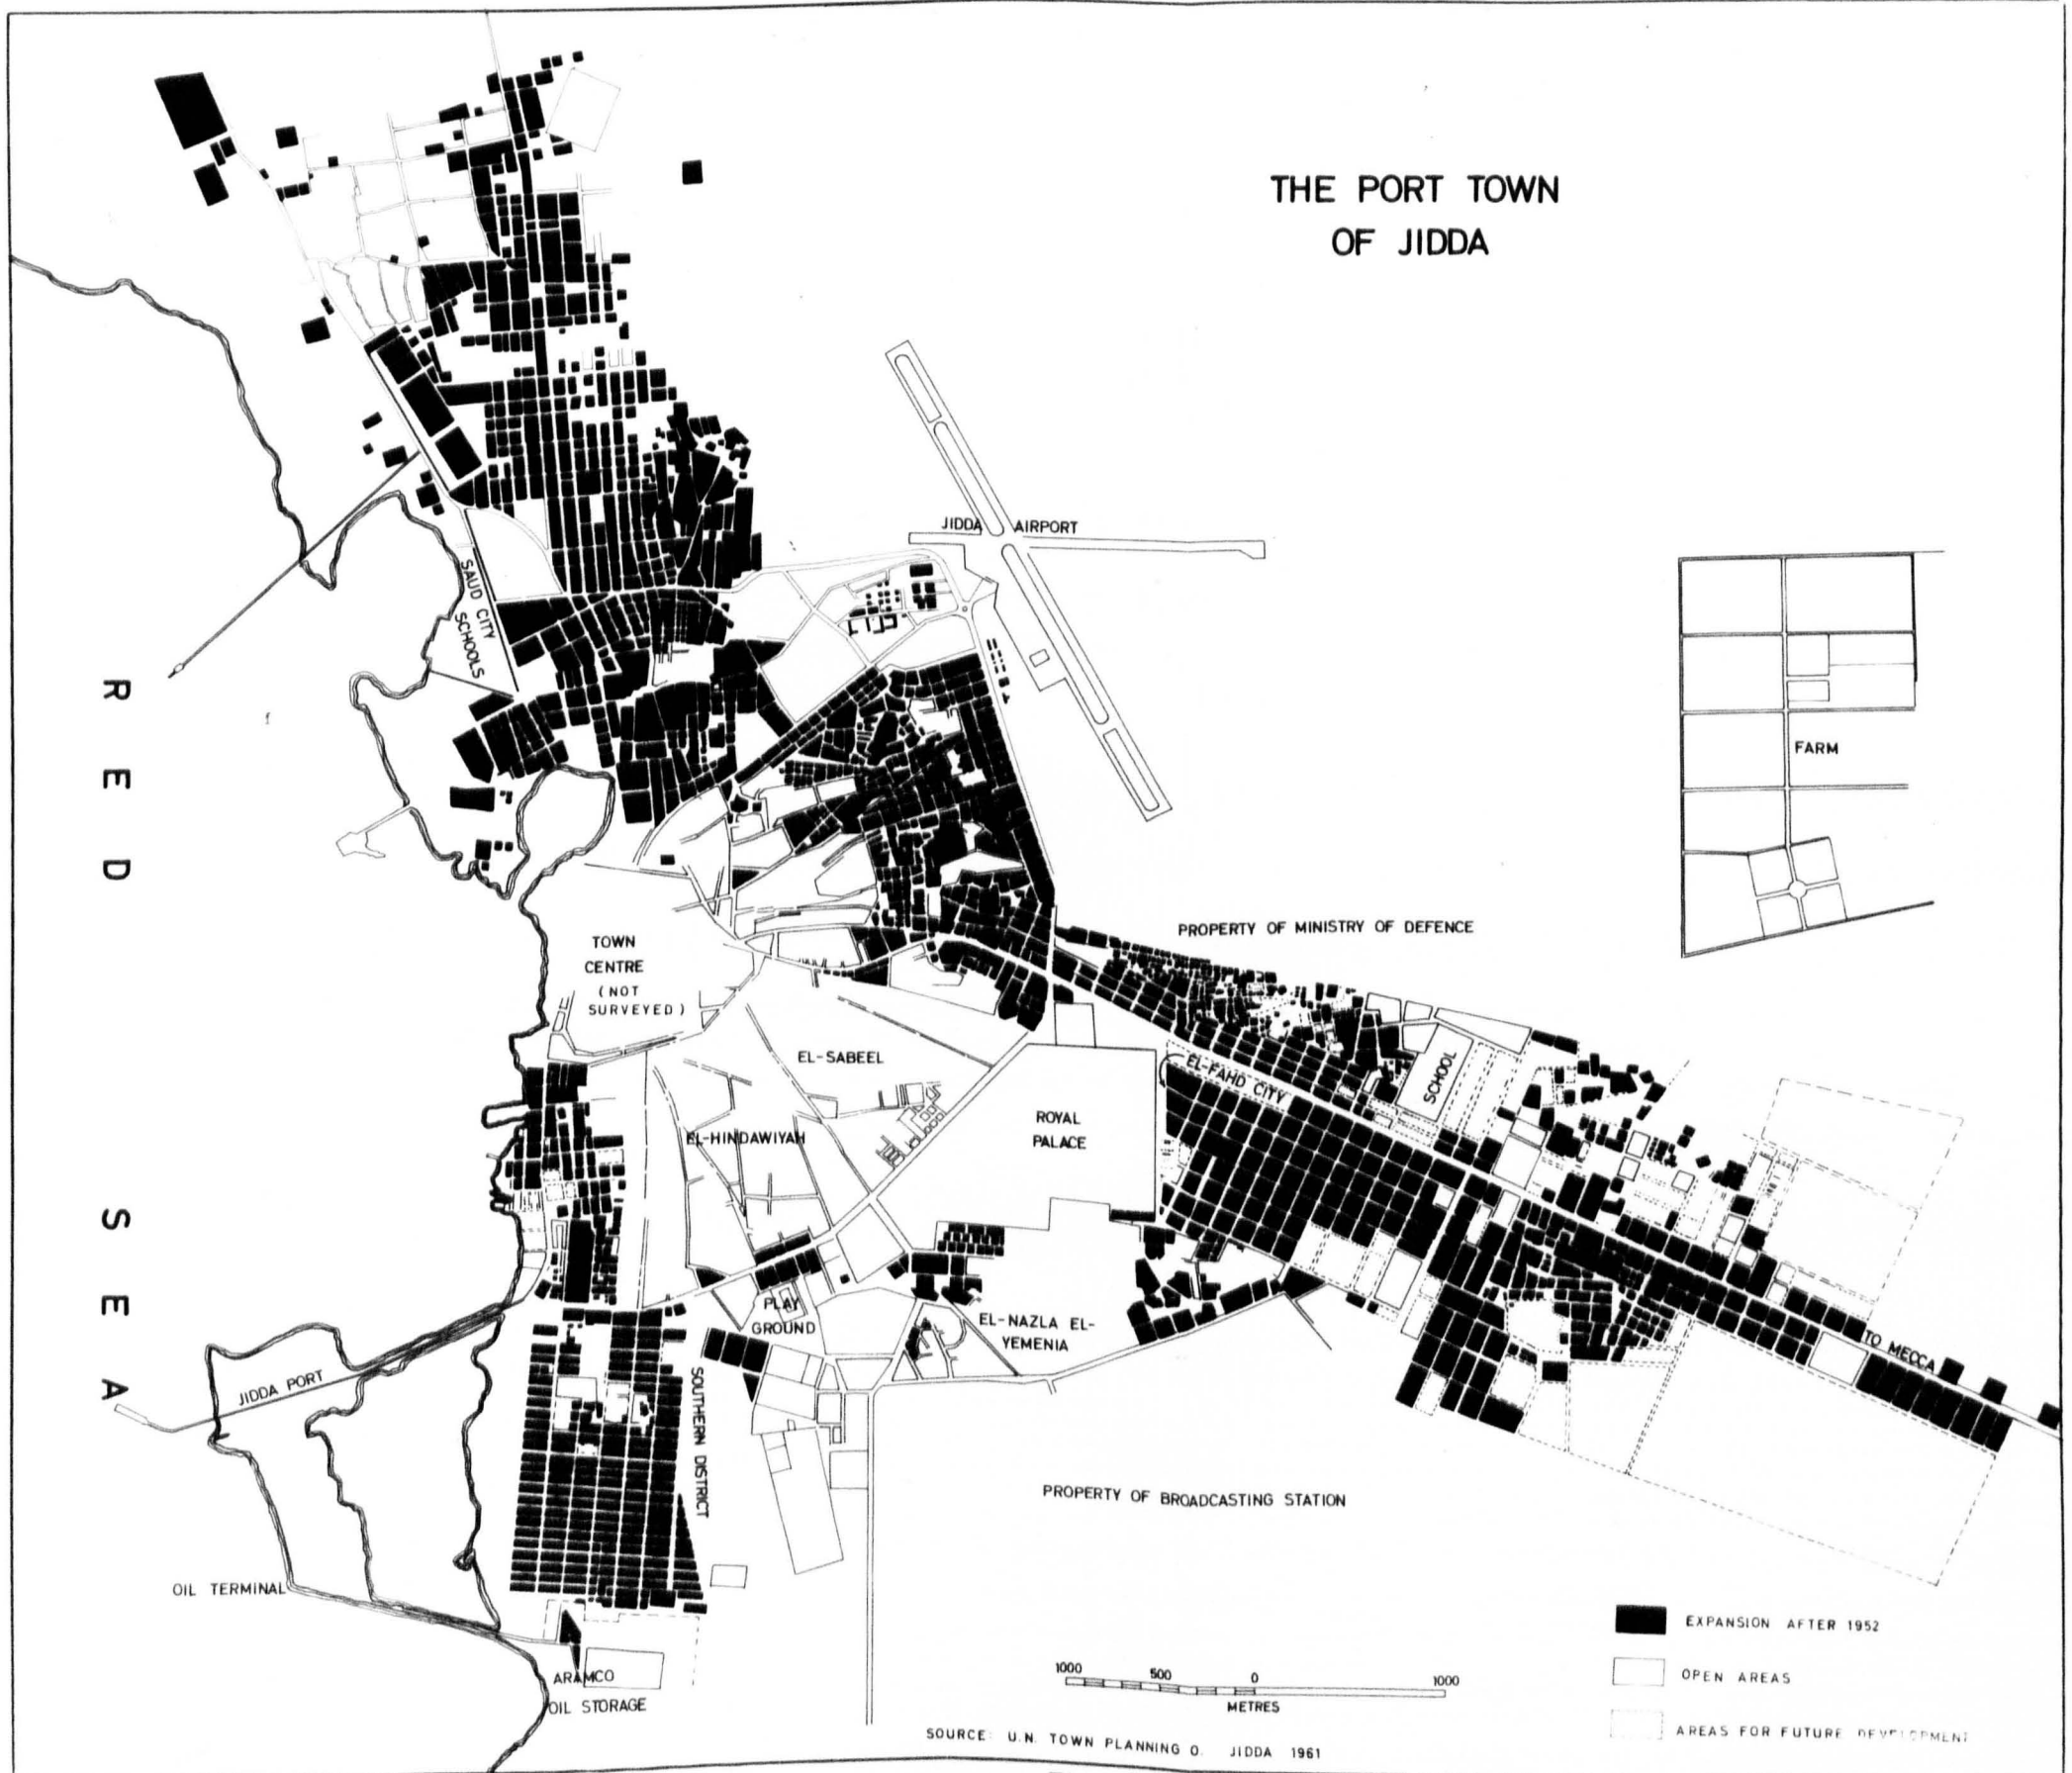 THE PORT TOWN
OF JIDDA
JIDDA AIRPORT
SAUD CITY
SCHOOLS
RED SEA
FARM
PROPERTY OF MINISTRY OF DEFENCE
TOWN
CENTRE
(NOT
SURVEYED)
EL-SABEEL
EL-FAHD CITY
SCHOOL
ROYAL
PALACE
EL-HINDAWIYAH
PLAY
GROUND
EL-NAZLA EL-
YEMENIA
TO MECCA
JIDDA PORT
SOUTHERN DISTRICT
PROPERTY OF BROADCASTING STATION
OIL TERMINAL
ARAMCO
OIL STORAGE
EXPANSION AFTER 1952
OPEN AREAS
AREAS FOR FUTURE DEVELOPMENT
1000 500 0 1000
METRES
SOURCE: U.N. TOWN PLANNING O. JIDDA 1961